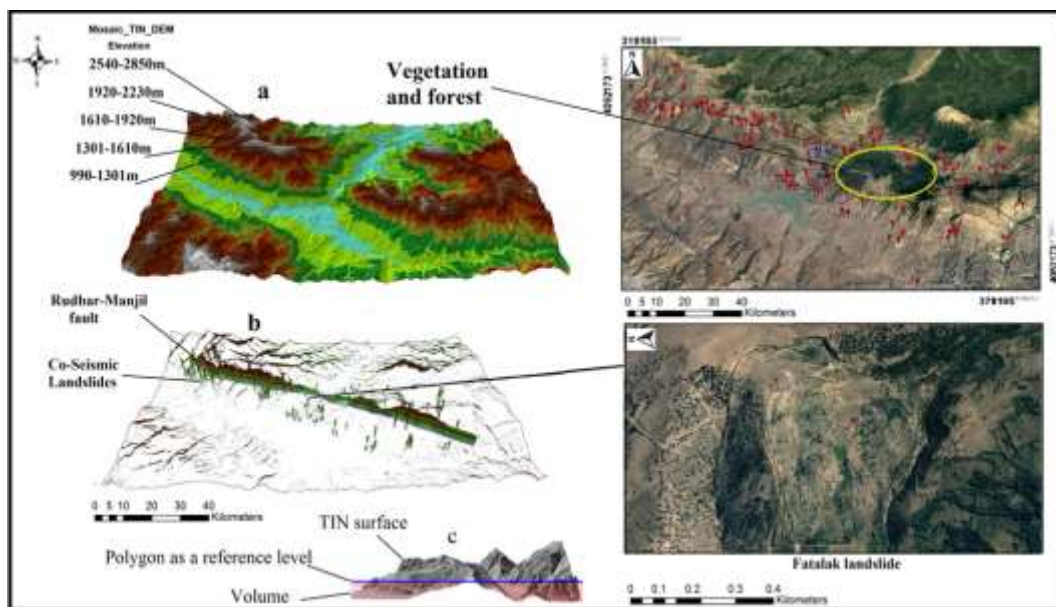 Mosaic_TIN_DEM
Elevation
2540-2850m
1920-2230m
1610-1920m
1301-1610m
990-1301m
a
Vegetation
and forest
N
0 5 10 20 30 40
Kilometers
Rudhar-Manjil
fault
b
Co-Seismic
Landslides
0 5 10 20 30 40
Kilometers
TIN surface
c
Polygon as a reference level
Volume
Fatalak landslide
0 0.1 0.2 0.3 0.4
Kilometers